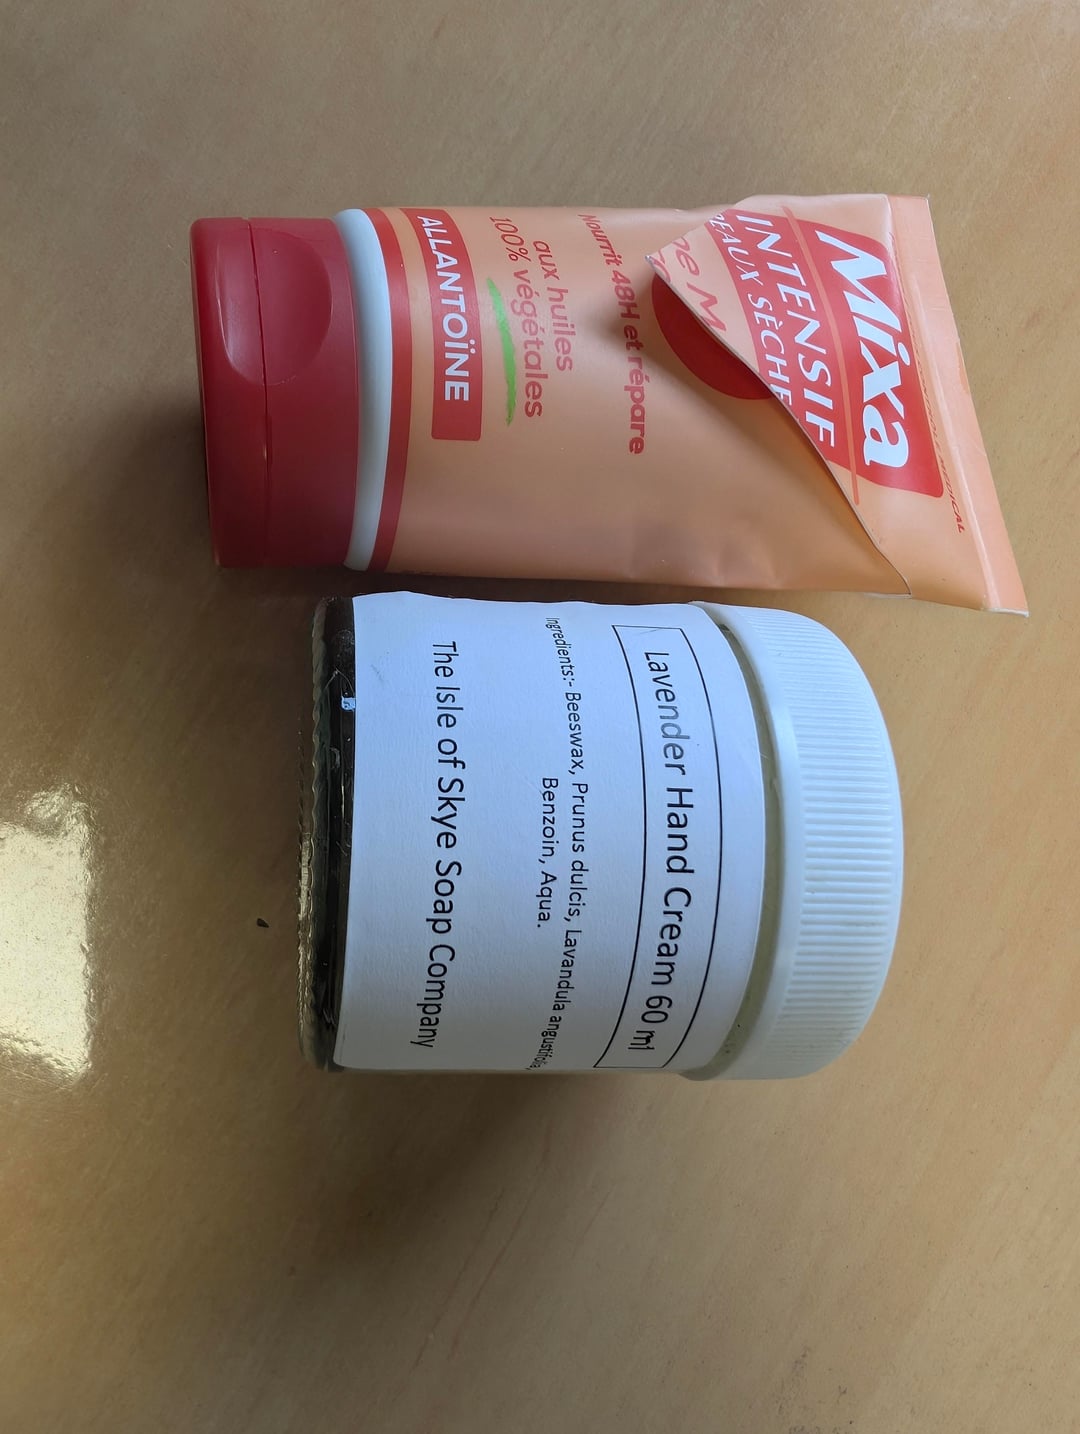 Mixa
INTENSIF
PEAUX SÈCHE
Nourrit 48H et répare
aux huiles
100% végétales
ALLANTOÏNE
Lavender Hand Cream 60 ml
Ingredients:- Beeswax, Prunus dulcis, Lavandula angustifolia,
Benzoin, Aqua.
The Isle of Skye Soap Company